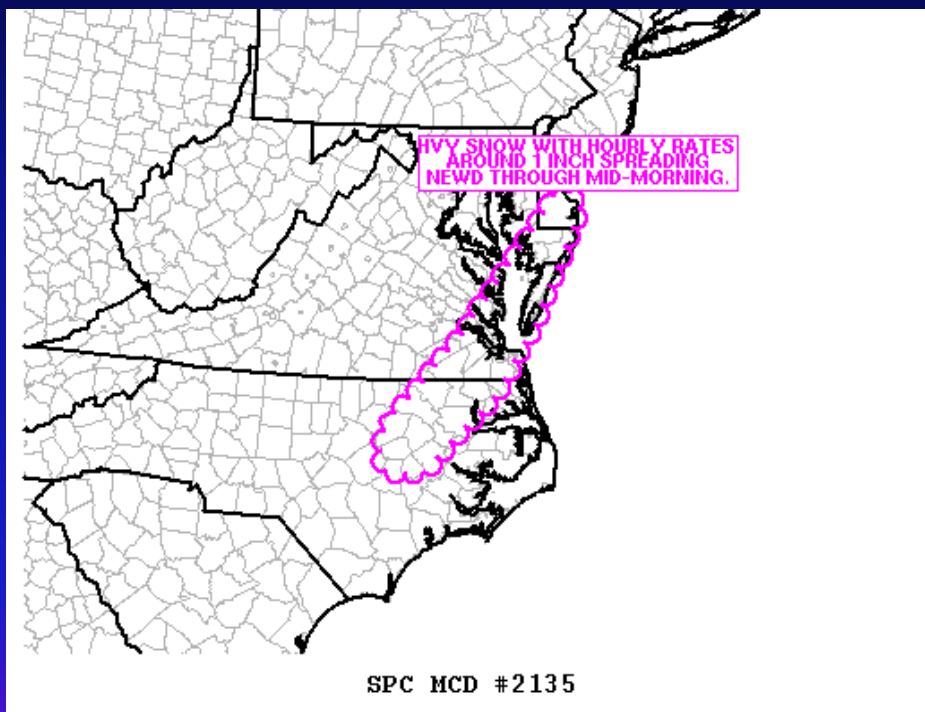 HVY SNOW WITH HOURLY RATES
AROUND 1 INCH SPREADING
NEWD THROUGH MID-MORNING.
SPC MCD #2135